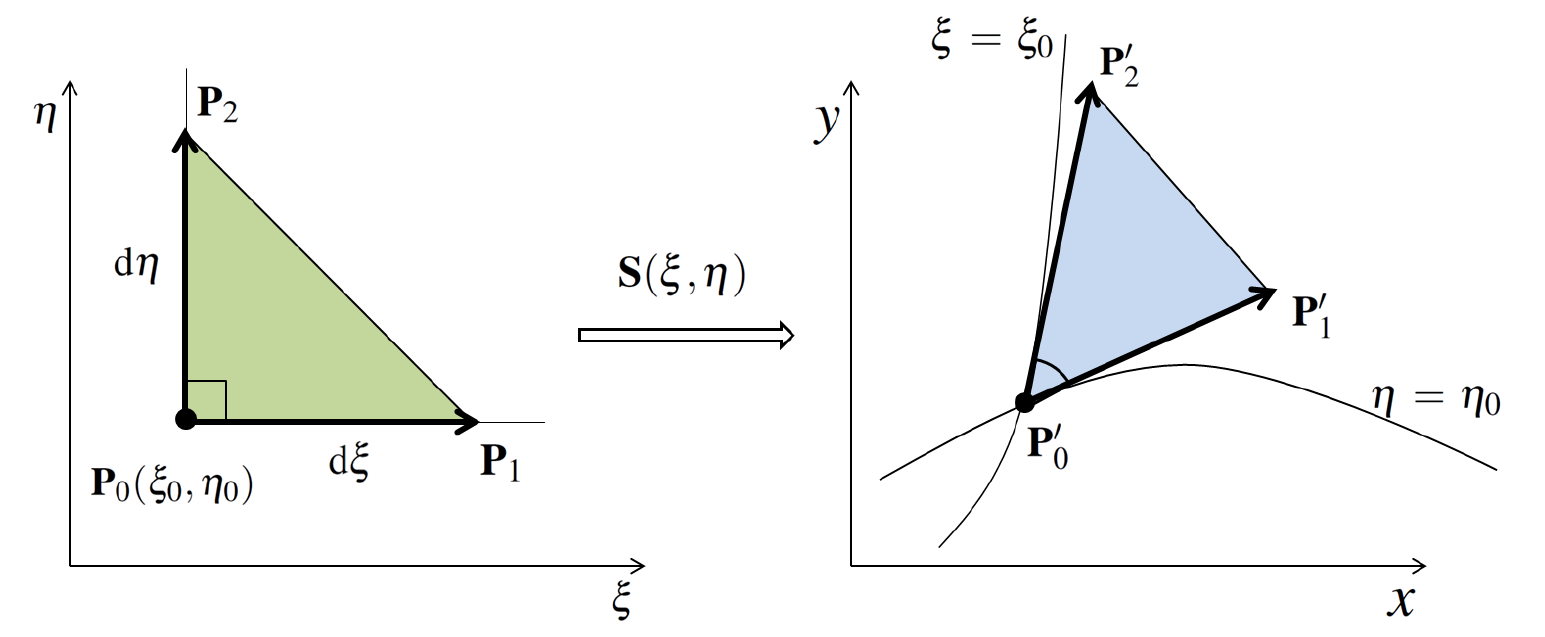 η
P₂
dη
dξ
P₁
P₀(ξ₀, η₀)
ξ
S(ξ, η)
ξ = ξ₀
P′₂
y
P′₁
η = η₀
P′₀
x